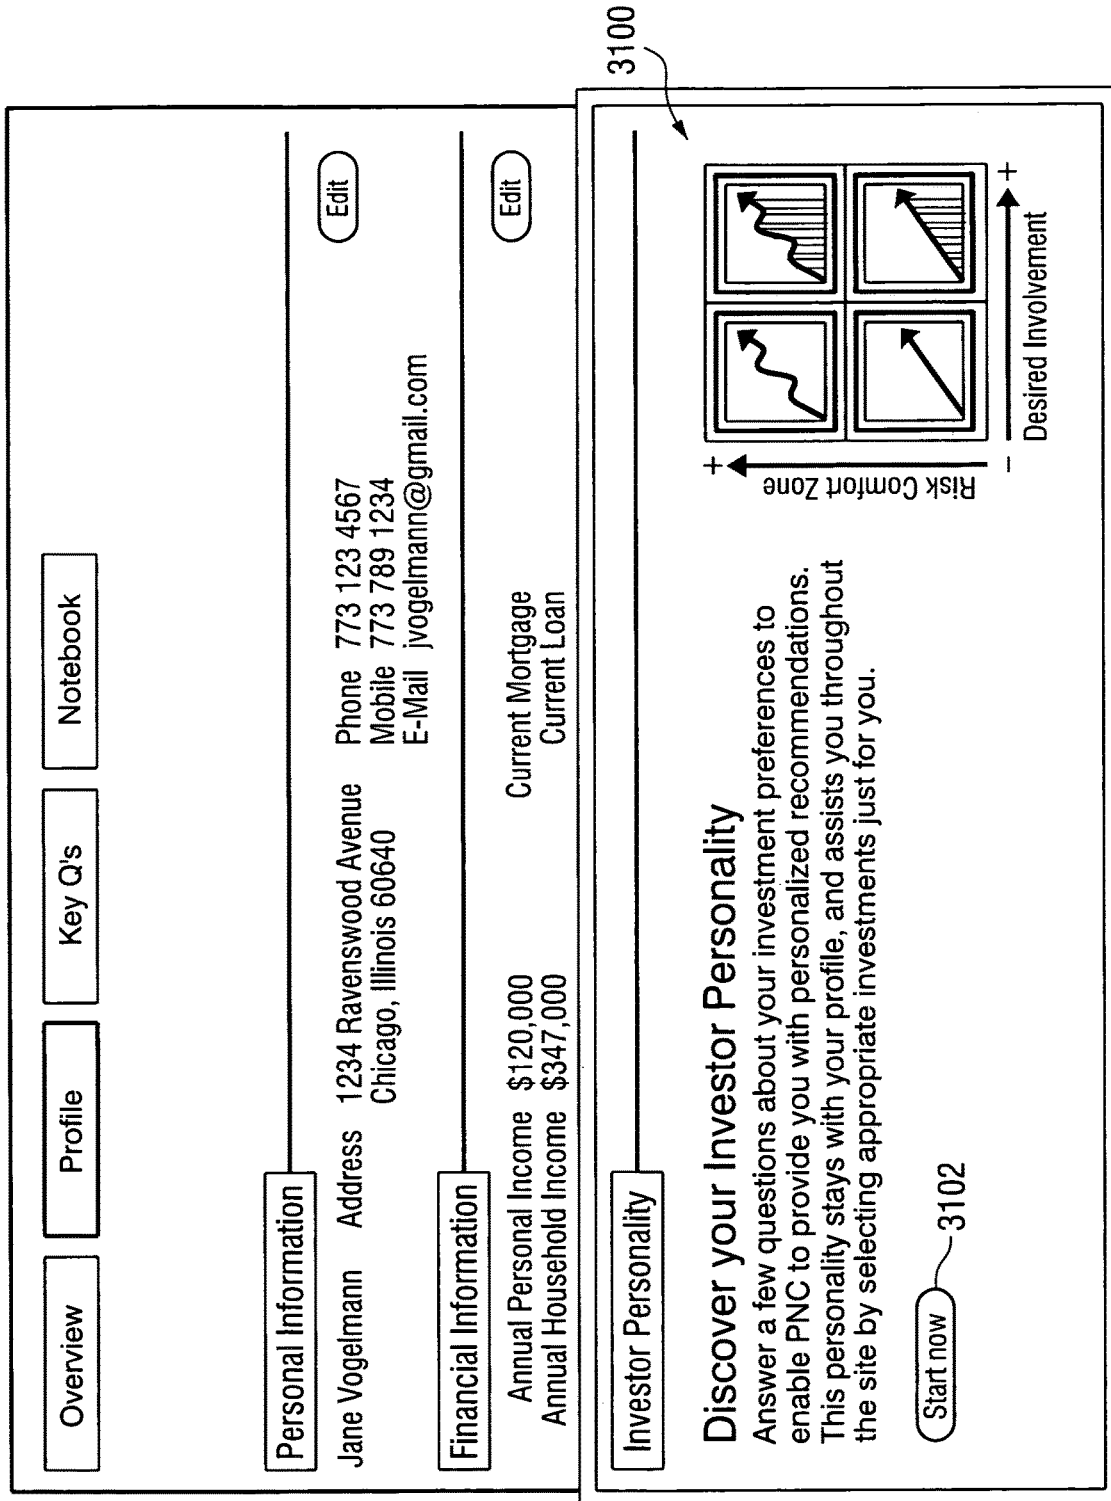 Overview Profile Key Q's Notebook
Personal Information
Jane Vogelmann Address 1234 Ravenswood Avenue Phone 773 123 4567 Edit
Chicago, Illinois 60640 Mobile 773 789 1234
E-Mail jvogelmann@gmail.com
Financial Information
Annual Personal Income $120,000 Current Mortgage Edit
Annual Household Income $347,000 Current Loan
3100
Investor Personality
Discover your Investor Personality
Answer a few questions about your investment preferences to
enable PNC to provide you with personalized recommendations.
This personality stays with your profile, and assists you throughout
the site by selecting appropriate investments just for you.
Start now 3102
+
Risk Comfort Zone
- +
Desired Involvement